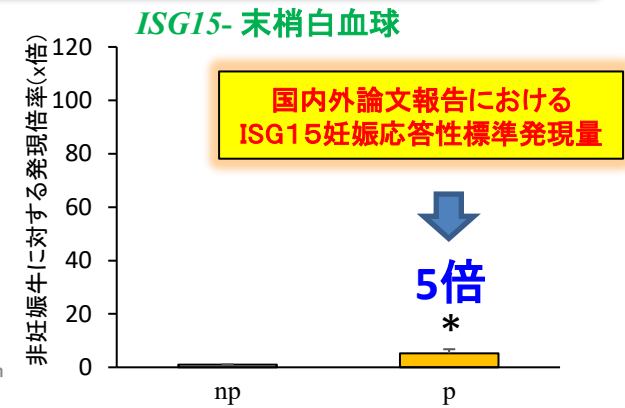 ISG15- 末梢白血球
非妊娠牛に対する発現倍率(x倍)
120
100
80
60
40
20
0
国内外論文報告における
ISG15妊娠応答性標準発現量
5倍
*
np
p